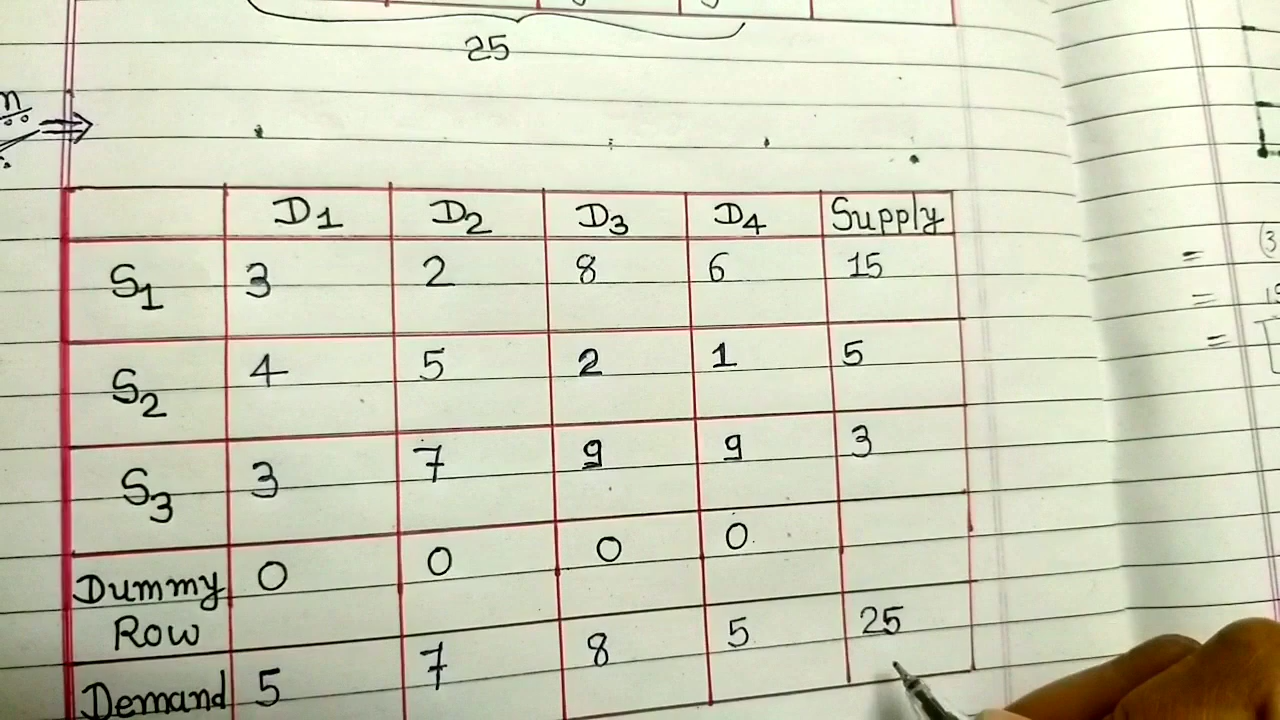 25
D1 D2 D3 D4 Supply
S1 3 2 8 6 15
S2 4 5 2 1 5
S3 3 7 9 9 3
Dummy Row 0 0 0 0
Demand 5 7 8 5 25
=
=
=